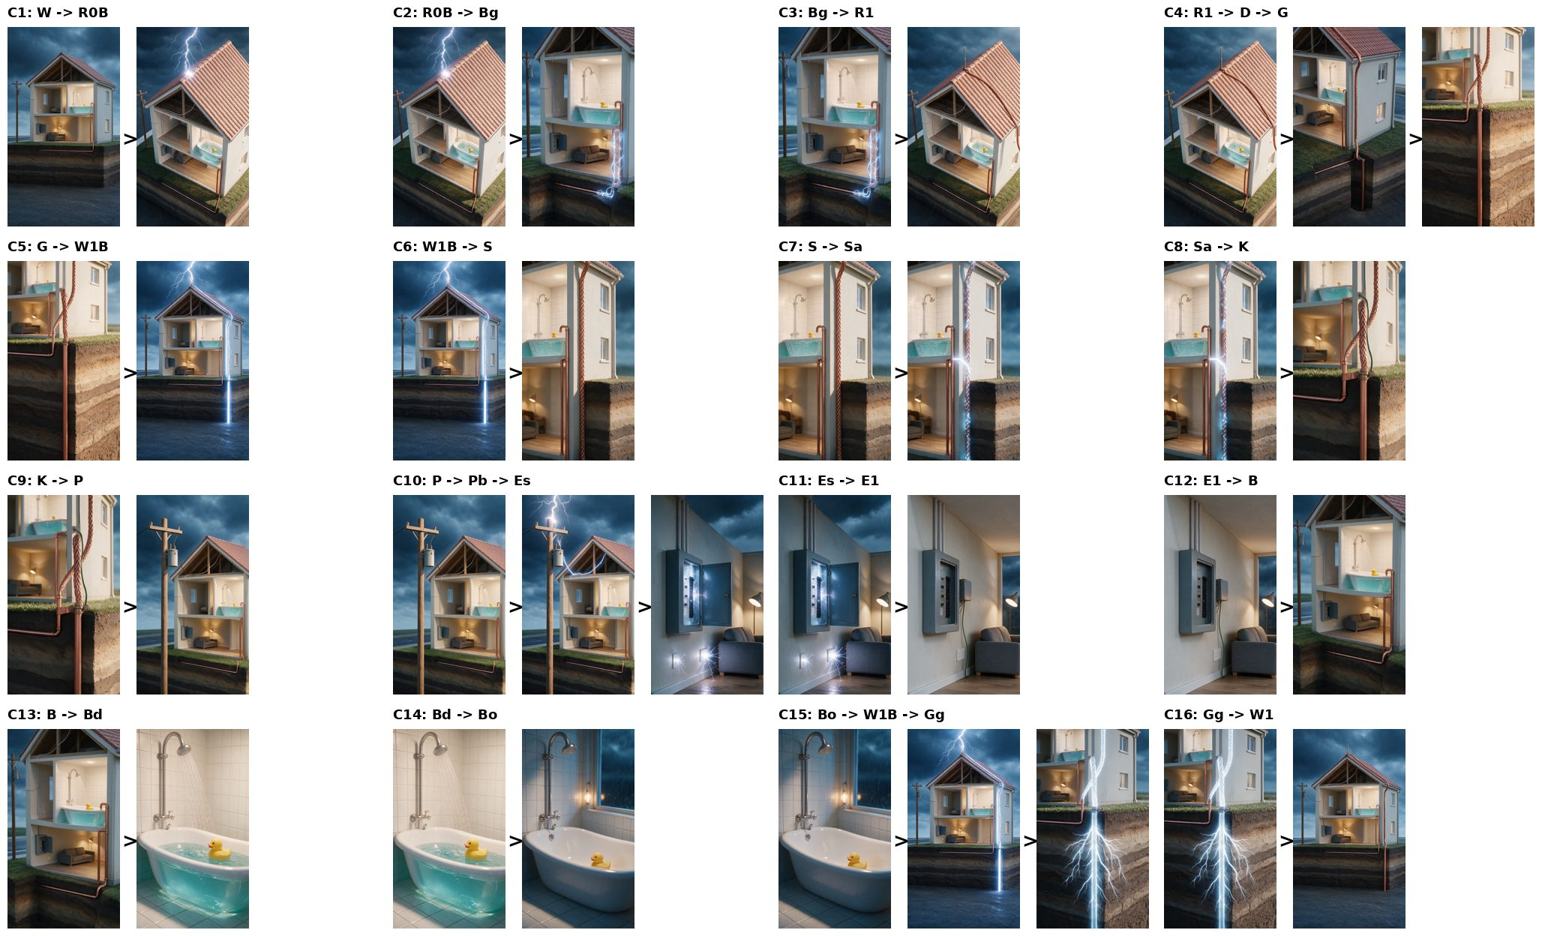 C1: W -> R0B
C2: R0B -> Bg
C3: Bg -> R1
C4: R1 -> D -> G
>
>
>
>
>
C5: G -> W1B
C6: W1B -> S
C7: S -> Sa
C8: Sa -> K
>
>
>
>
C9: K -> P
C10: P -> Pb -> Es
C11: Es -> E1
C12: E1 -> B
>
>
>
>
>
C13: B -> Bd
C14: Bd -> Bo
C15: Bo -> W1B -> Gg
C16: Gg -> W1
>
>
>
>
>